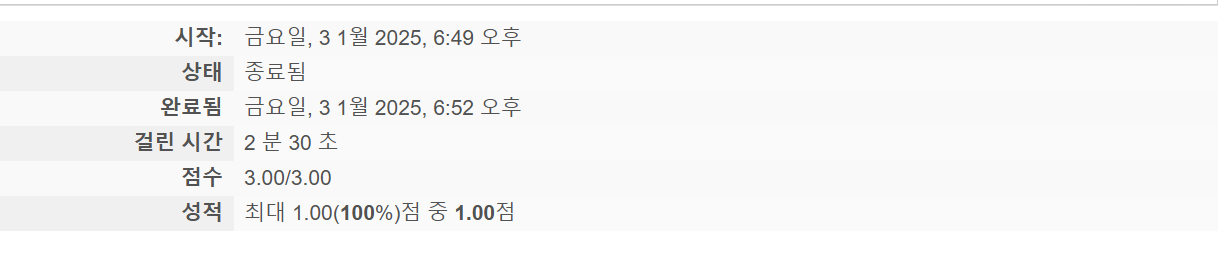 시작: 금요일, 3 1월 2025, 6:49 오후
상태 종료됨
완료됨 금요일, 3 1월 2025, 6:52 오후
걸린 시간 2 분 30 초
점수 3.00/3.00
성적 최대 1.00(100%)점 중 1.00점